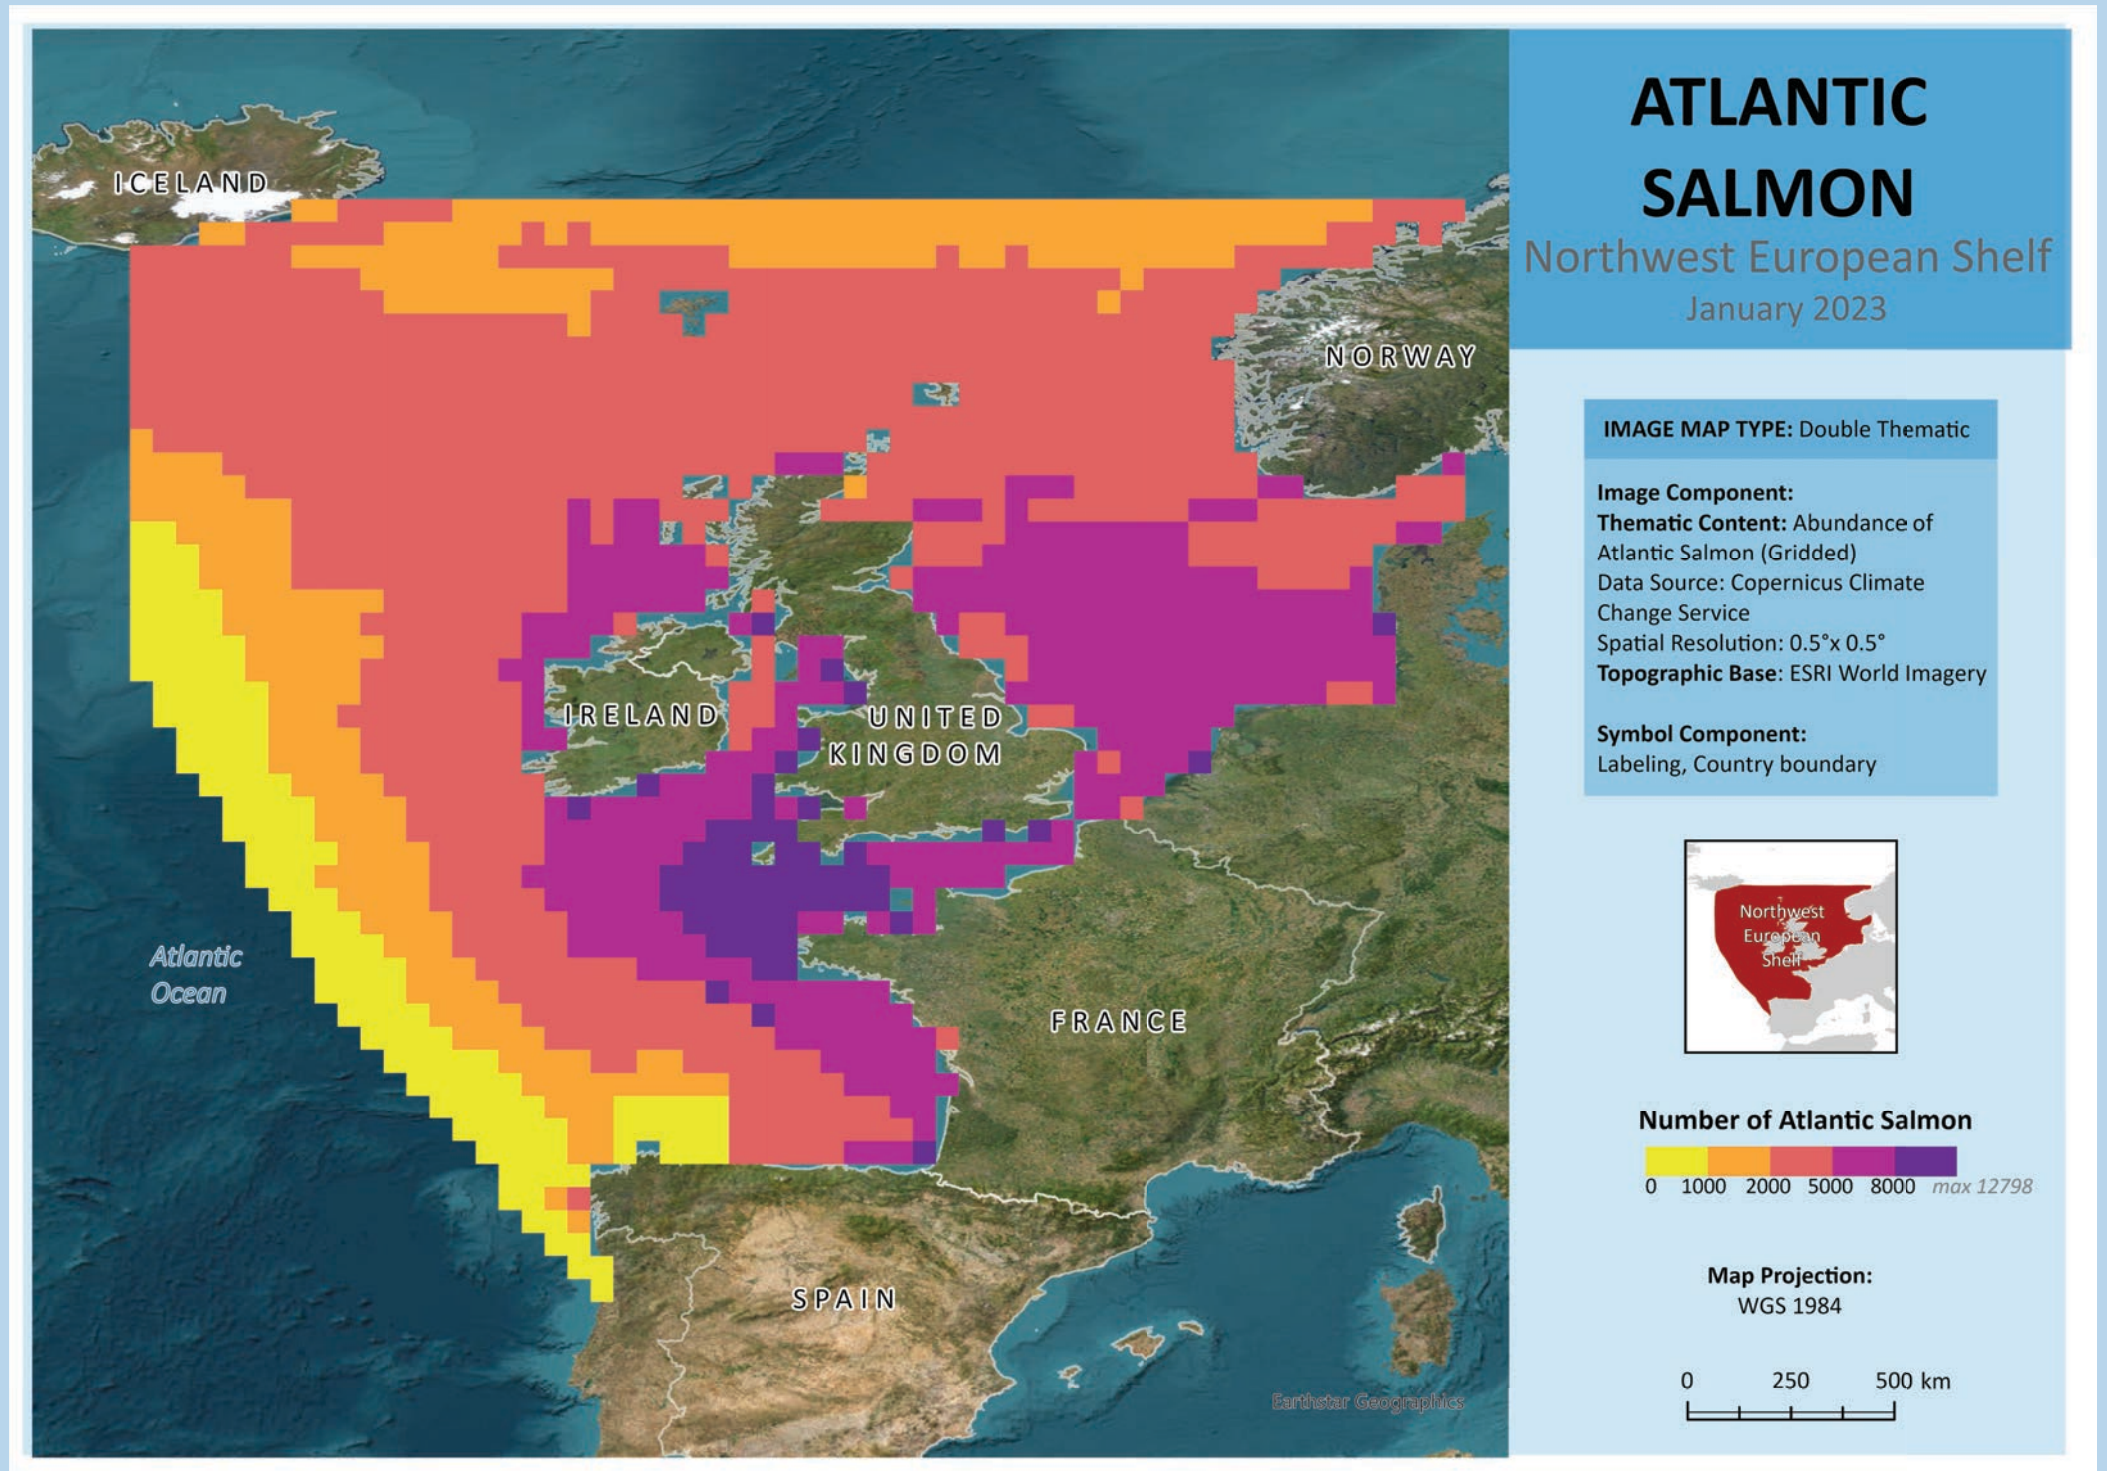 ATLANTIC
SALMON
Northwest European Shelf
January 2023
IMAGE MAP TYPE: Double Thematic
Image Component:
Thematic Content: Abundance of
Atlantic Salmon (Gridded)
Data Source: Copernicus Climate
Change Service
Spatial Resolution: 0.5°x 0.5°
Topographic Base: ESRI World Imagery
Symbol Component:
Labeling, Country boundary
Northwest
European
Shelf
Number of Atlantic Salmon
0 1000 2000 5000 8000 max 12798
Map Projection:
WGS 1984
0 250 500 km
ICELAND
NORWAY
IRELAND
UNITED
KINGDOM
Atlantic
Ocean
FRANCE
SPAIN
Earthstar Geographics